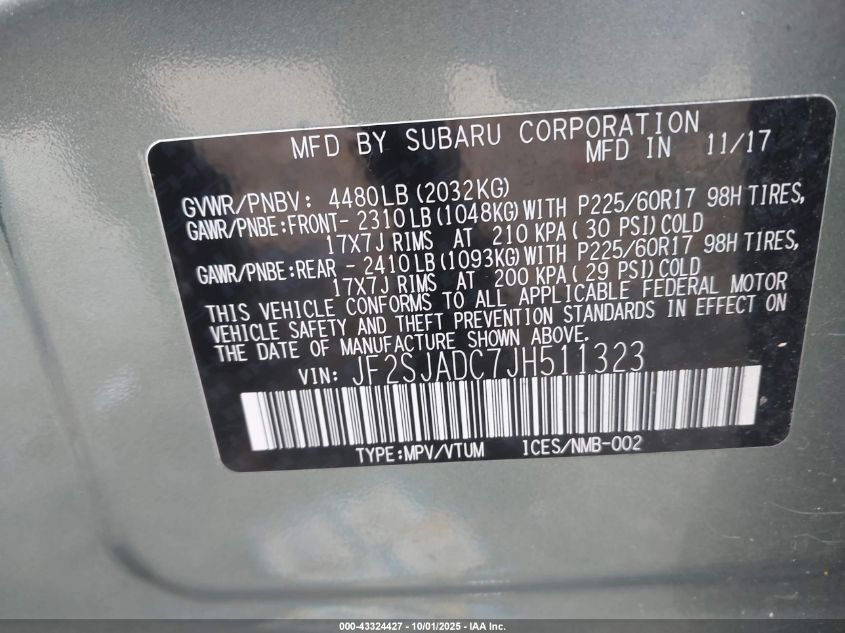 MFD BY SUBARU CORPORATION
MFD IN 11/17
GVWR/PNBV: 4480LB(2032KG)
GAWR/PNBE:FRONT- 2310LB(1048KG)WITH P225/60R17 98H TIRES,
17X7J RIMS AT 210 KPA( 30 PSI)COLD
GAWR/PNBE:REAR - 2410LB(1093KG)WITH P225/60R17 98H TIRES,
17X7J RIMS AT 200 KPA( 29 PSI)COLD
THIS VEHICLE CONFORMS TO ALL APPLICABLE FEDERAL MOTOR
VEHICLE SAFETY AND THEFT PREVENTION STANDARDS IN EFFECT ON
THE DATE OF MANUFACTURE SHOWN ABOVE.
VIN: JF2SJADC7JH511323
TYPE:MPV/VTUM ICES/NMB-002
000-43324427 - 10/01/2025 - IAA Inc.